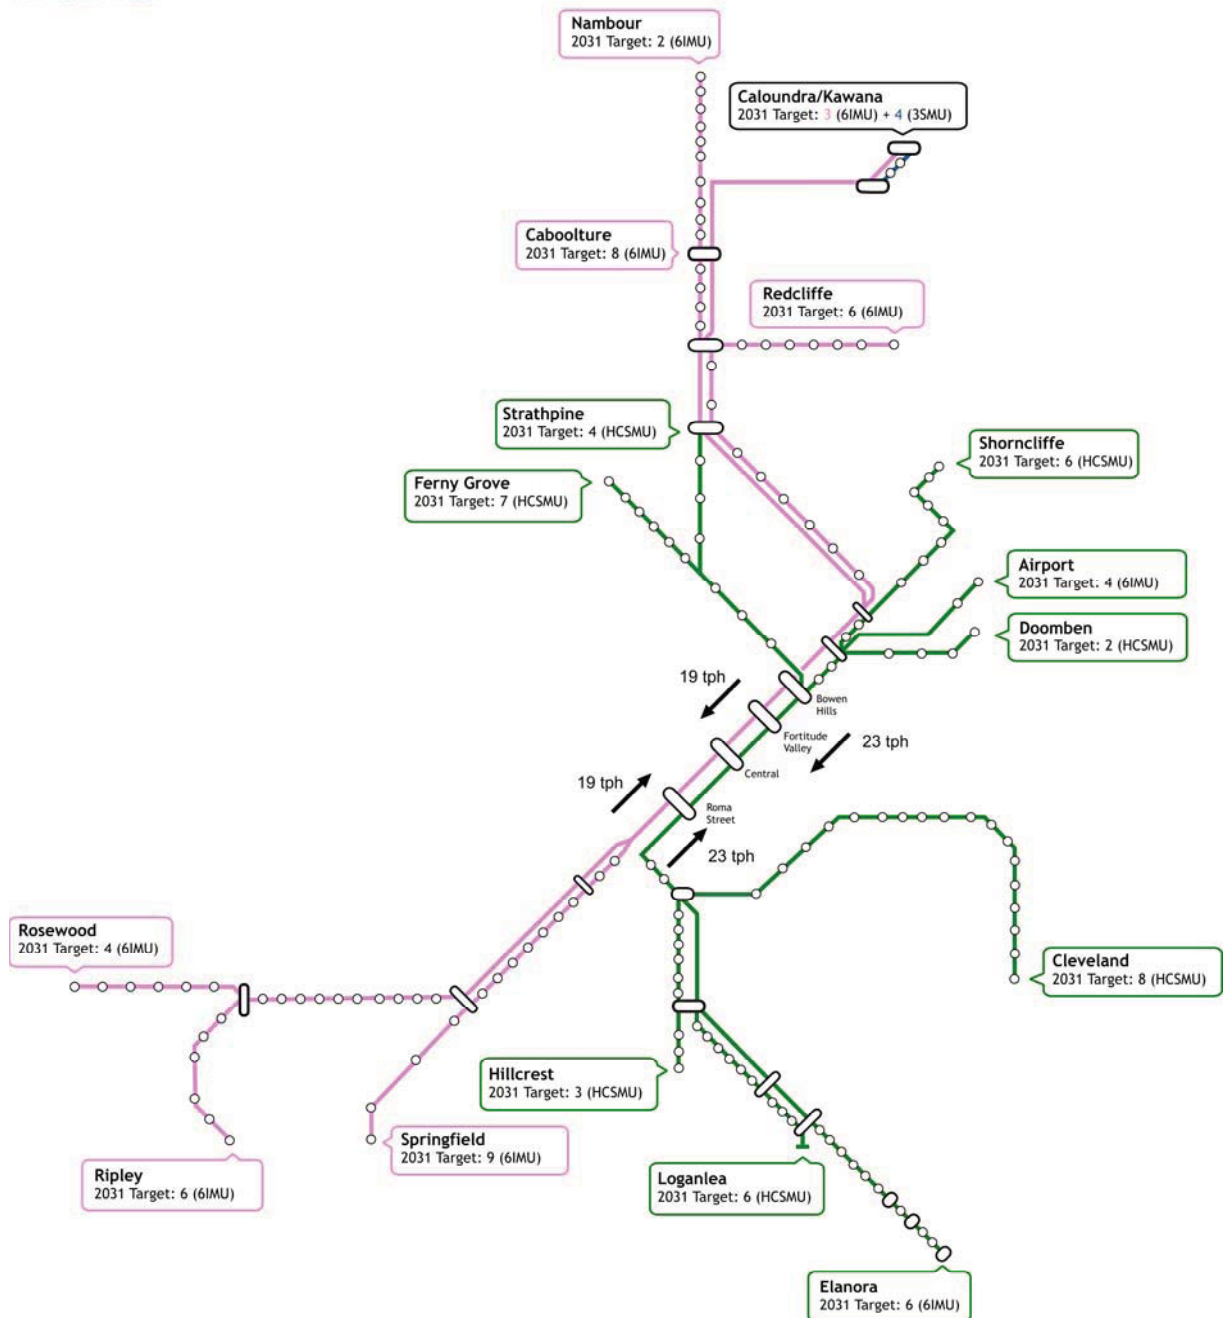 Nambour
2031 Target: 2 (6IMU)
Caloundra/Kawana
2031 Target: 3 (6IMU) + 4 (3SMU)
Caboolture
2031 Target: 8 (6IMU)
Redcliffe
2031 Target: 6 (6IMU)
Strathpine
2031 Target: 4 (HCSMU)
Shorncliffe
2031 Target: 6 (HCSMU)
Ferny Grove
2031 Target: 7 (HCSMU)
Airport
2031 Target: 4 (6IMU)
Doomben
2031 Target: 2 (HCSMU)
19 tph
Bowen
Hills
Fortitude
Valley
23 tph
Central
19 tph
Roma
Street
23 tph
Rosewood
2031 Target: 4 (6IMU)
Cleveland
2031 Target: 8 (HCSMU)
Hillcrest
2031 Target: 3 (HCSMU)
Springfield
2031 Target: 9 (6IMU)
Ripley
2031 Target: 6 (6IMU)
Loganlea
2031 Target: 6 (HCSMU)
Elanora
2031 Target: 6 (6IMU)